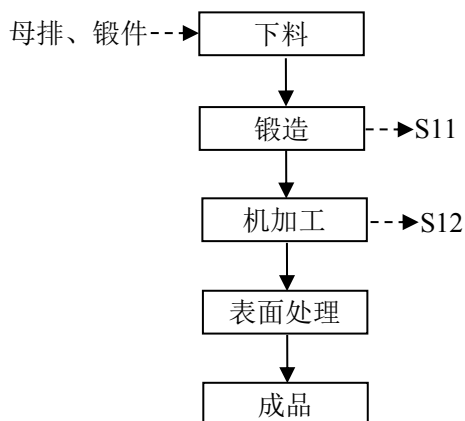 母排、锻件
下料
锻造
S11
机加工
S12
表面处理
成品